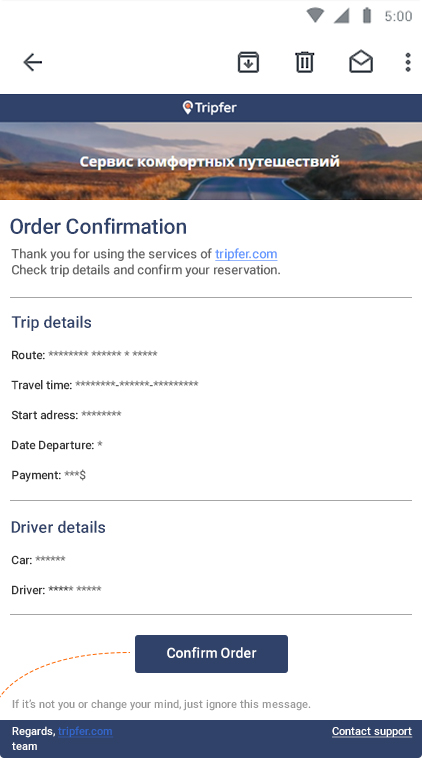 5:00
Tripfer
Сервис комфортных путешествий
Order Confirmation
Thank you for using the services of tripfer.com
Check trip details and confirm your reservation.
Trip details
Route: ******** ****** * *****
Travel time: ********-******-*********
Start adress: ********
Date Departure: *
Payment: ***$
Driver details
Car: ******
Driver: ***** *****
Confirm Order
If it's not you or change your mind, just ignore this message.
Regards, tripfer.com
team
Contact support